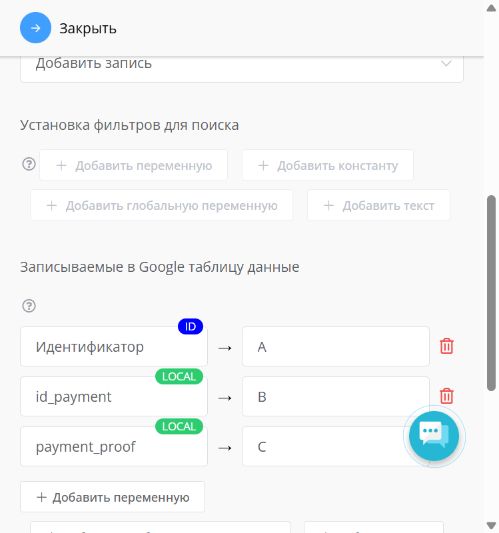 Закрыть
Добавить запись
Установка фильтров для поиска
? + Добавить переменную + Добавить константу
+ Добавить глобальную переменную + Добавить текст
Записываемые в Google таблицу данные
?
ID
Идентификатор → A
LOCAL
id_payment → B
LOCAL
payment_proof → C
+ Добавить переменную